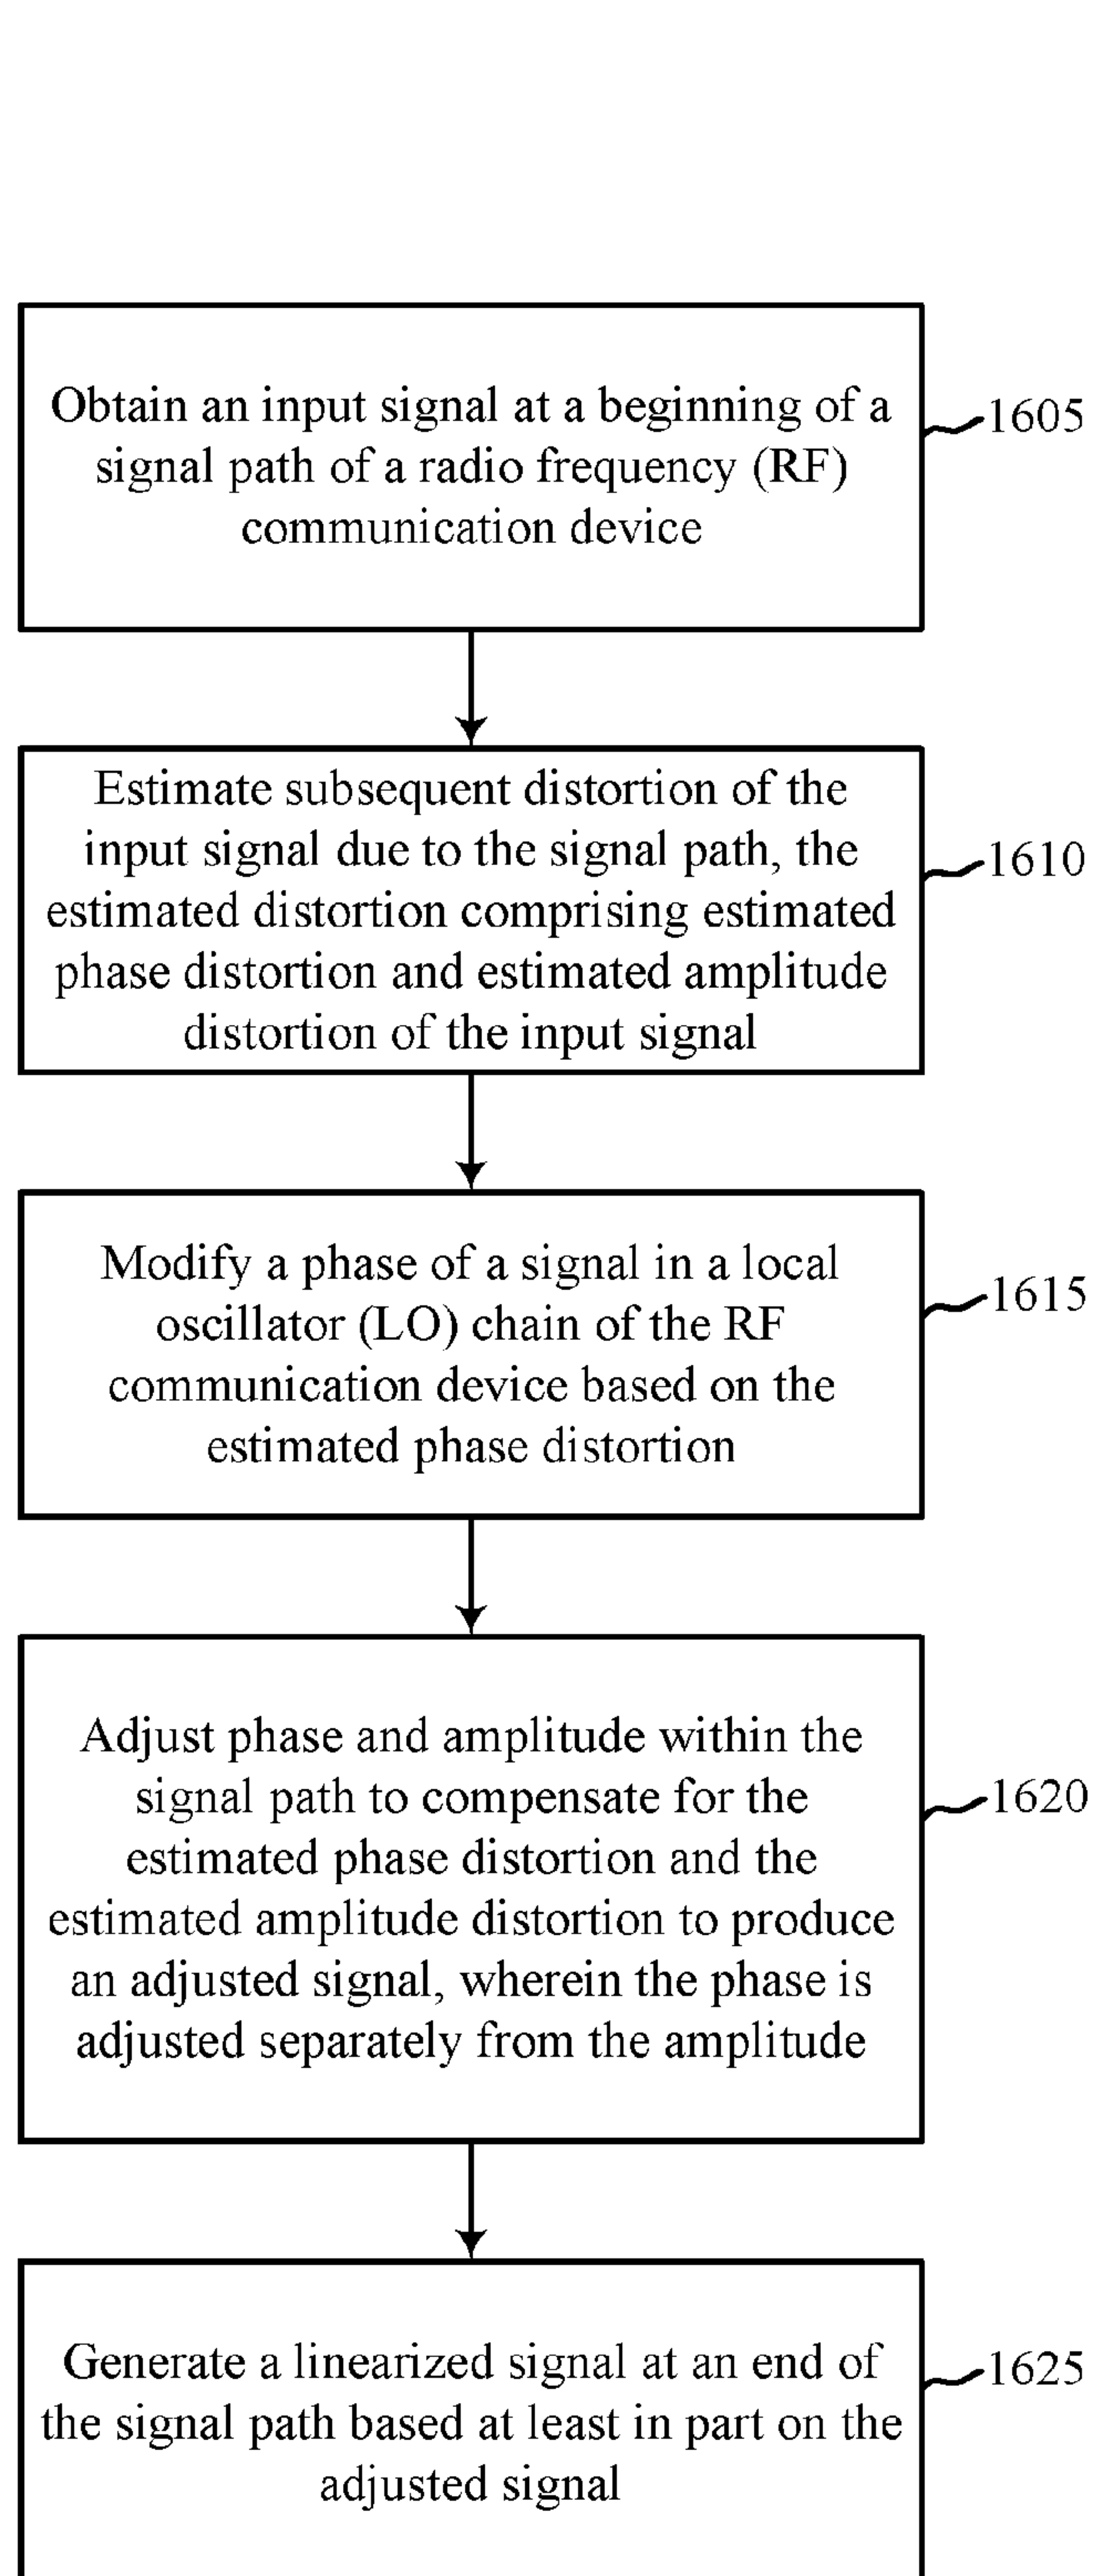 Obtain an input signal at a beginning of a
signal path of a radio frequency (RF)
communication device
1605
Estimate subsequent distortion of the
input signal due to the signal path, the
estimated distortion comprising estimated
phase distortion and estimated amplitude
distortion of the input signal
1610
Modify a phase of a signal in a local
oscillator (LO) chain of the RF
communication device based on the
estimated phase distortion
1615
Adjust phase and amplitude within the
signal path to compensate for the
estimated phase distortion and the
estimated amplitude distortion to produce
an adjusted signal, wherein the phase is
adjusted separately from the amplitude
1620
Generate a linearized signal at an end of
the signal path based at least in part on the
adjusted signal
1625